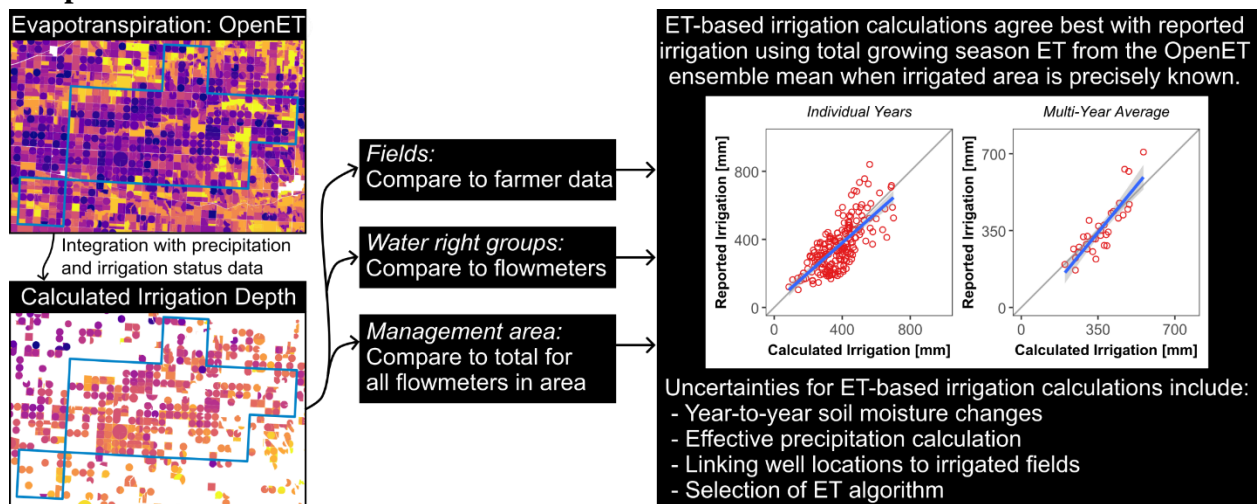 Evapotranspiration: OpenET
Integration with precipitation
and irrigation status data
Calculated Irrigation Depth
Fields:
Compare to farmer data
Water right groups:
Compare to flowmeters
Management area:
Compare to total for
all flowmeters in area
ET-based irrigation calculations agree best with reported
irrigation using total growing season ET from the OpenET
ensemble mean when irrigated area is precisely known.
Individual Years
Reported Irrigation [mm]
800
400
0
0 400 800
Calculated Irrigation [mm]
Multi-Year Average
Reported Irrigation [mm]
700
350
0
0 350 700
Calculated Irrigation [mm]
Uncertainties for ET-based irrigation calculations include:
- Year-to-year soil moisture changes
- Effective precipitation calculation
- Linking well locations to irrigated fields
- Selection of ET algorithm